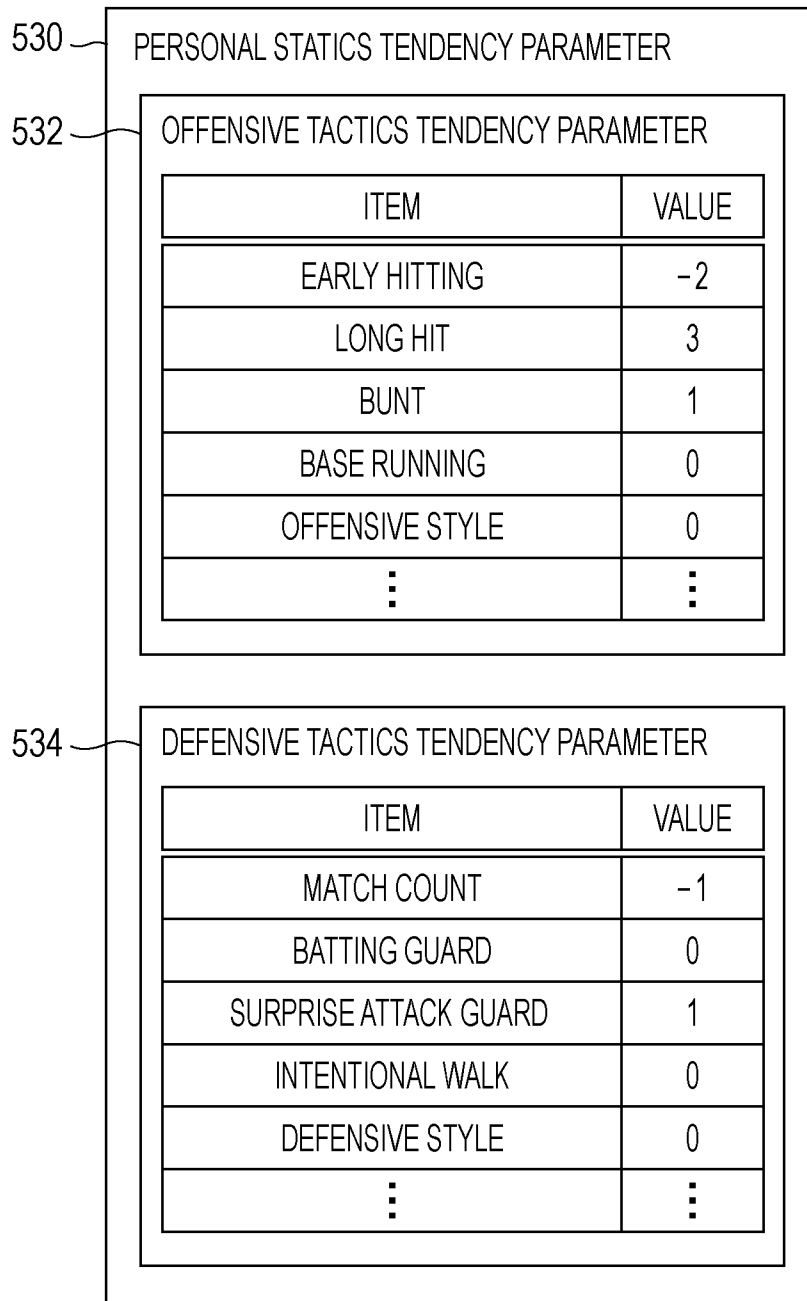 530 PERSONAL STATICS TENDENCY PARAMETER
532 OFFENSIVE TACTICS TENDENCY PARAMETER
ITEM VALUE
EARLY HITTING −2
LONG HIT 3
BUNT 1
BASE RUNNING 0
OFFENSIVE STYLE 0
⋮ ⋮
534 DEFENSIVE TACTICS TENDENCY PARAMETER
ITEM VALUE
MATCH COUNT −1
BATTING GUARD 0
SURPRISE ATTACK GUARD 1
INTENTIONAL WALK 0
DEFENSIVE STYLE 0
⋮ ⋮